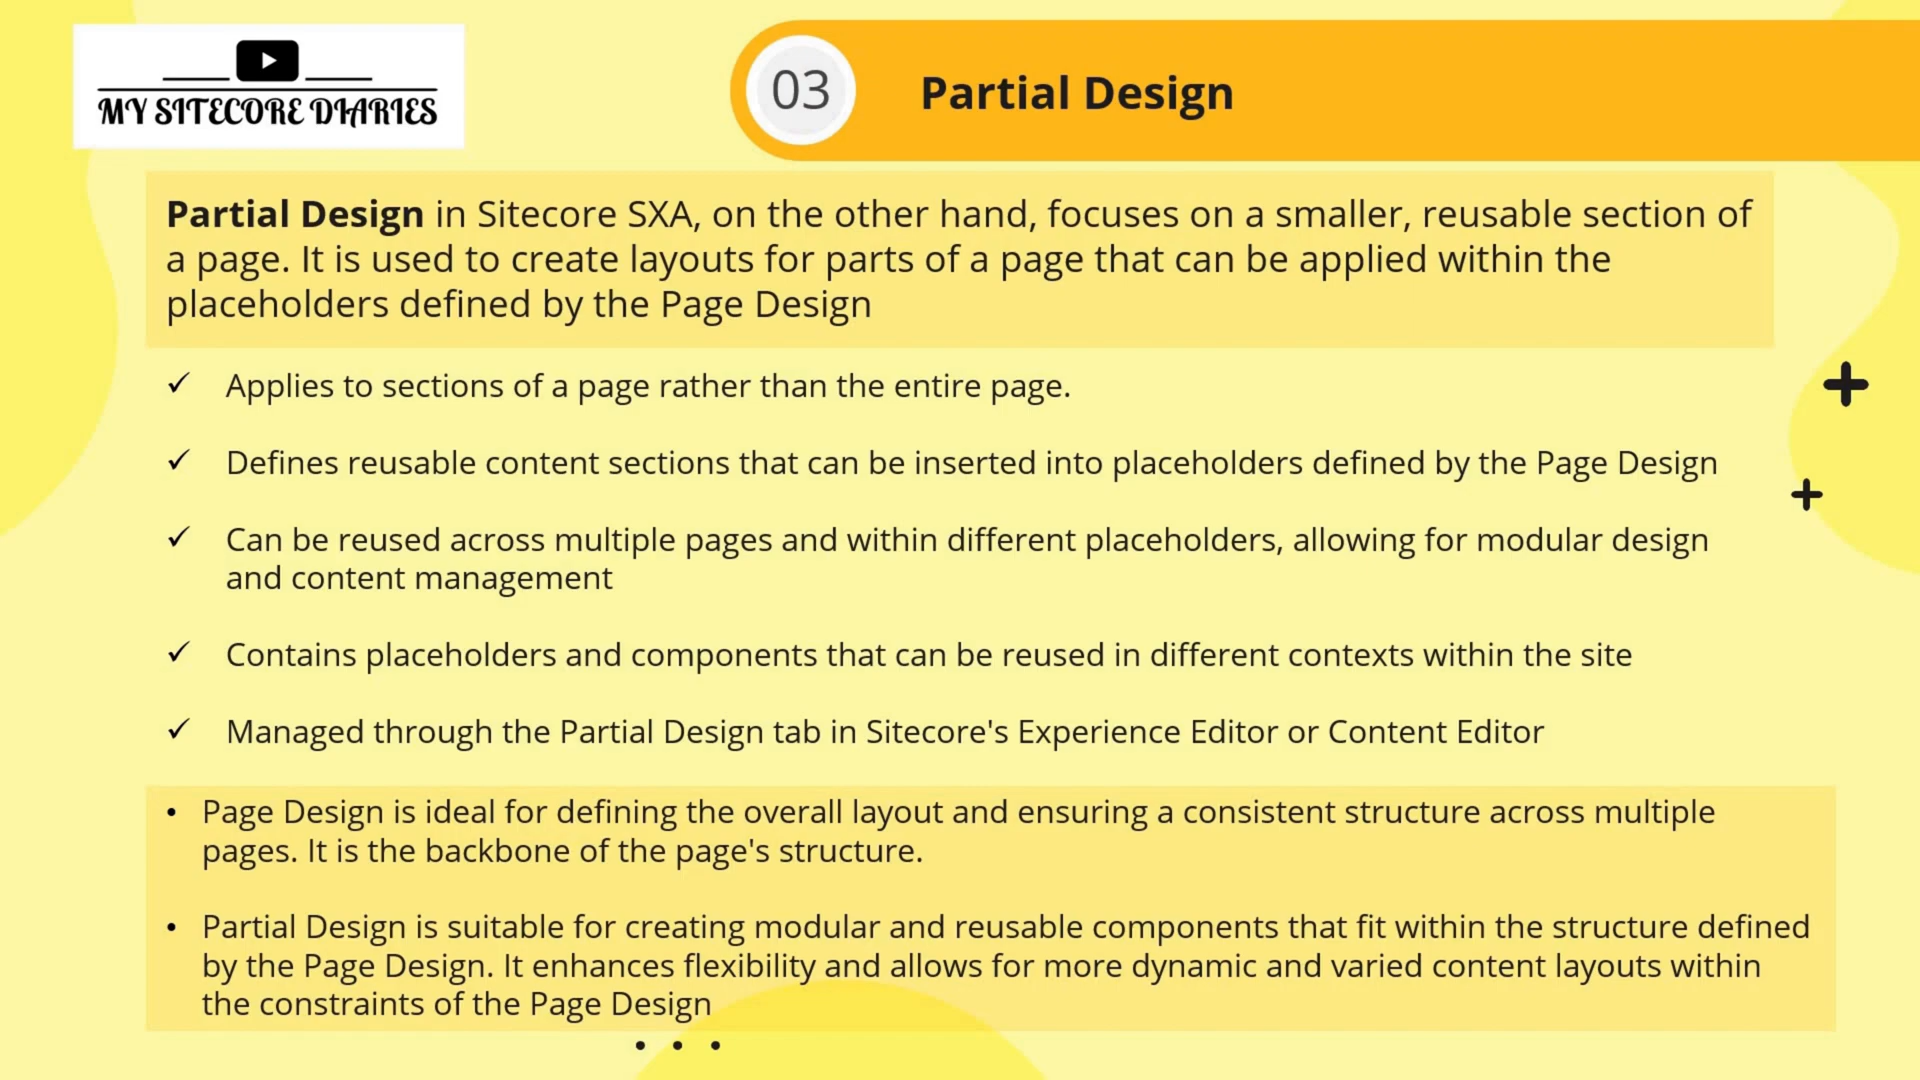 MY SITECORE DIARIES
03
Partial Design
Partial Design in Sitecore SXA, on the other hand, focuses on a smaller, reusable section of
a page. It is used to create layouts for parts of a page that can be applied within the
placeholders defined by the Page Design
✓ Applies to sections of a page rather than the entire page.
✓ Defines reusable content sections that can be inserted into placeholders defined by the Page Design
✓ Can be reused across multiple pages and within different placeholders, allowing for modular design
and content management
✓ Contains placeholders and components that can be reused in different contexts within the site
✓ Managed through the Partial Design tab in Sitecore's Experience Editor or Content Editor
• Page Design is ideal for defining the overall layout and ensuring a consistent structure across multiple
pages. It is the backbone of the page's structure.
• Partial Design is suitable for creating modular and reusable components that fit within the structure defined
by the Page Design. It enhances flexibility and allows for more dynamic and varied content layouts within
the constraints of the Page Design